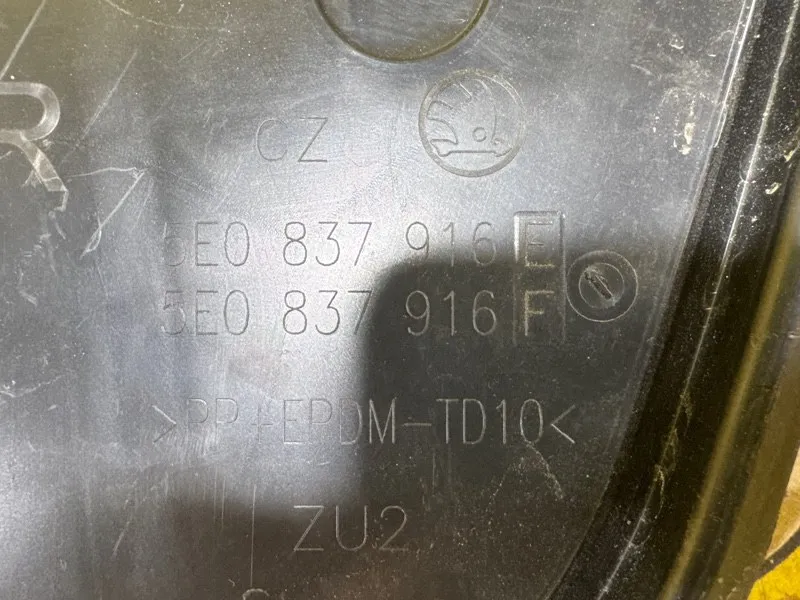 CZ
R
5E0 837 916 E
5E0 837 916 F
>PP+EPDM-TD10<
ZU2